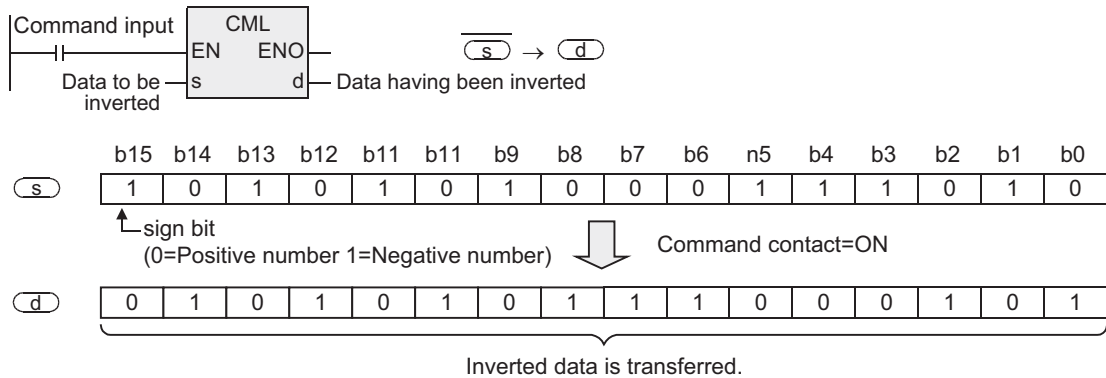 Command input CML
EN ENO
s → d
Data to be inverted s d Data having been inverted
b15 b14 b13 b12 b11 b11 b9 b8 b7 b6 n5 b4 b3 b2 b1 b0
s 1 0 1 0 1 0 1 0 0 0 1 1 1 0 1 0
sign bit
(0=Positive number 1=Negative number) Command contact=ON
d 0 1 0 1 0 1 0 1 1 1 0 0 0 1 0 1
Inverted data is transferred.